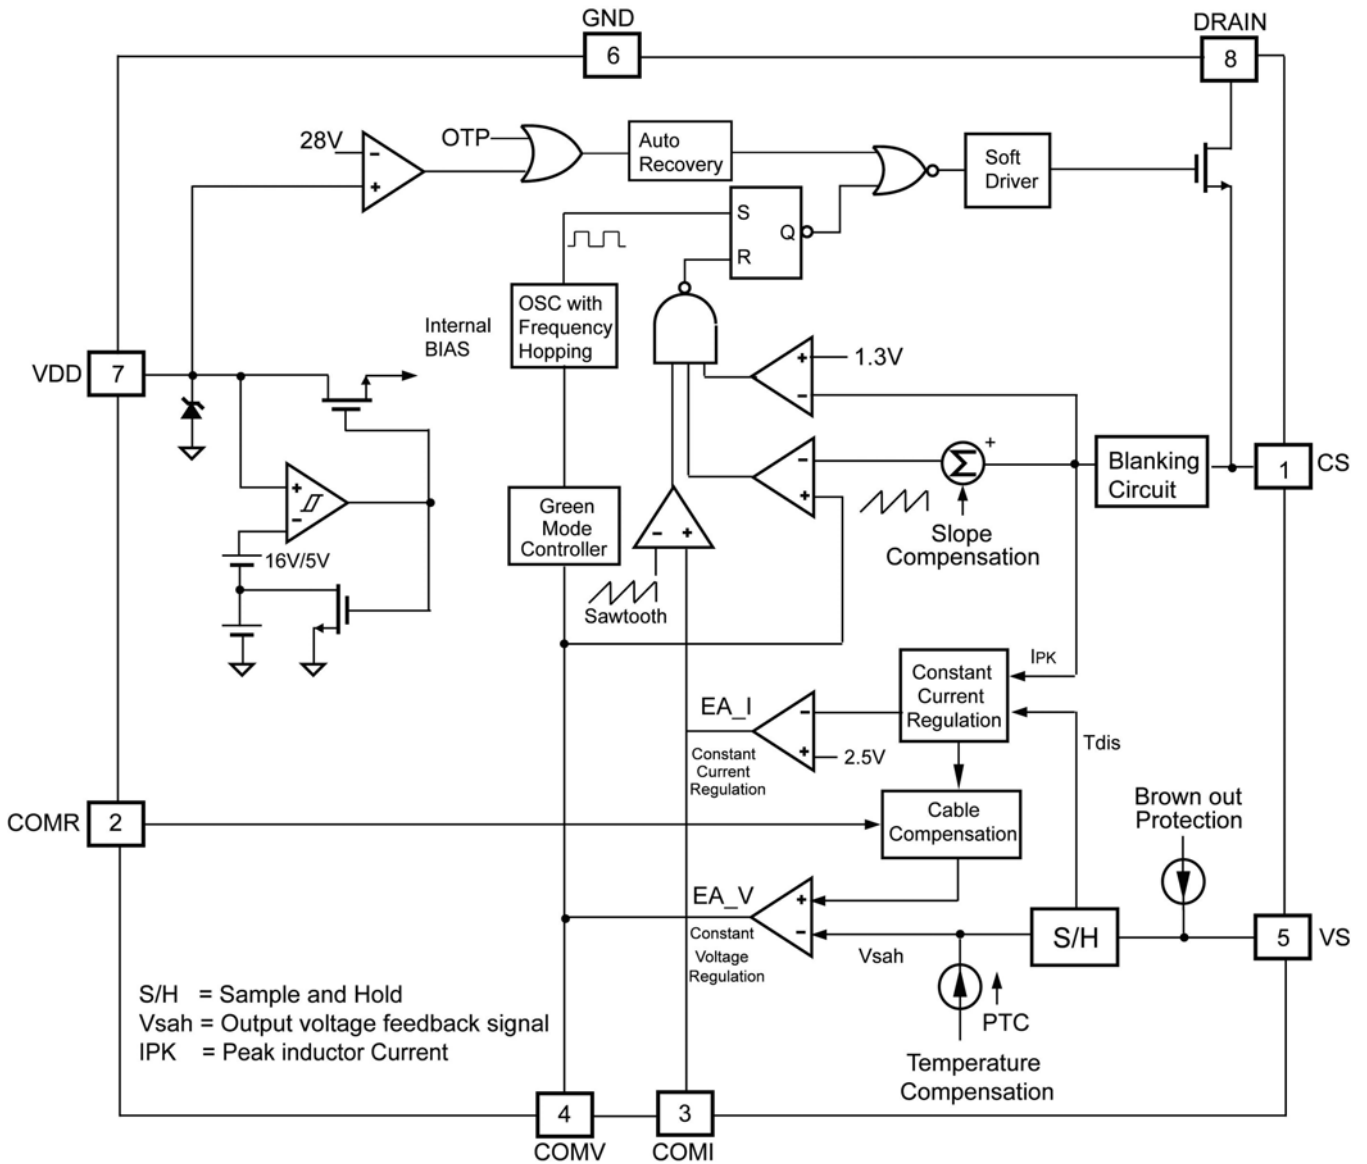 GND
6
DRAIN
8
28V
OTP
Auto
Recovery
Soft
Driver
S
Q
R
OSC with
Frequency
Hopping
Internal
BIAS
VDD
7
1.3V
Blanking
Circuit
1
CS
Σ
+
Slope
Compensation
Green
Mode
Controller
16V/5V
Sawtooth
IPK
Constant
Current
Regulation
EA_I
2.5V
Tdis
Constant
Current
Regulation
COMR
2
Cable
Compensation
Brown out
Protection
EA_V
Constant
Voltage
Regulation
Vsah
S/H
5
VS
PTC
Temperature
Compensation
S/H = Sample and Hold
Vsah = Output voltage feedback signal
IPK = Peak inductor Current
4
COMV
3
COMI